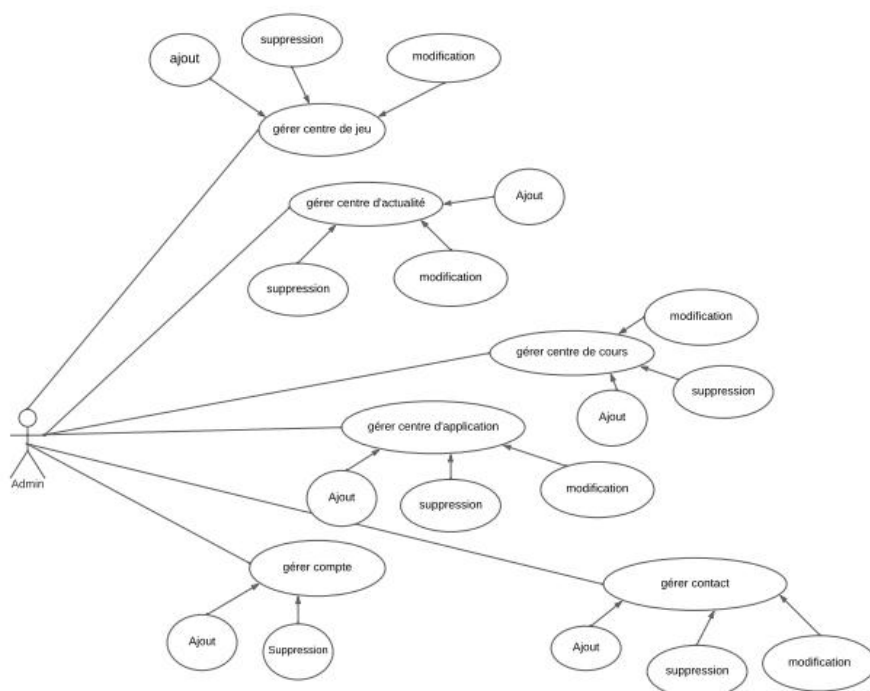 suppression
ajout
modification
gérer centre de jeu
Ajout
gérer centre d'actualité
suppression
modification
modification
gérer centre de cours
suppression
Ajout
gérer centre d'application
Admin
Ajout
suppression
modification
gérer compte
gérer contact
Ajout
Suppression
Ajout
suppression
modification